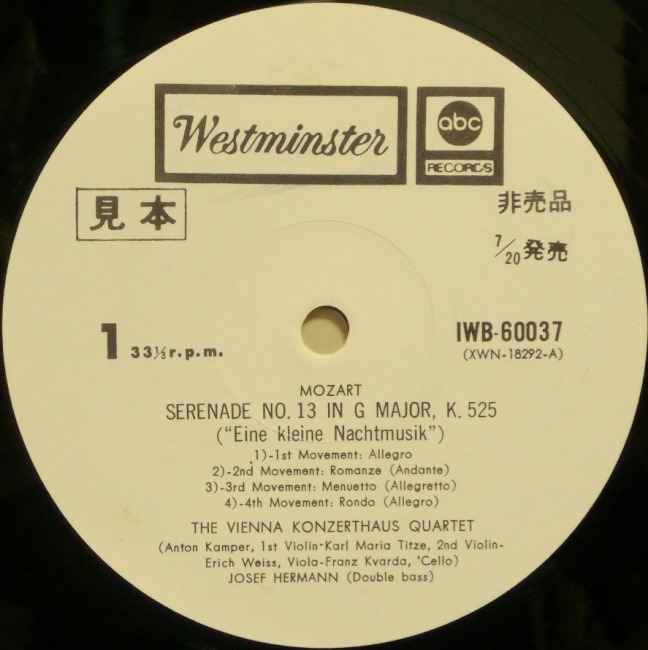 Westminster
abc
RECORDS
見本
非売品
7/20 発売
1 33⅓ r.p.m.
IWB-60037
(XWN-18292-A)
MOZART
SERENADE NO. 13 IN G MAJOR, K. 525
("Eine kleine Nachtmusik")
1)-1st Movement: Allegro
2)-2nd Movement: Romanze (Andante)
3)-3rd Movement: Menuetto (Allegretto)
4)-4th Movement: Rondo (Allegro)
THE VIENNA KONZERTHAUS QUARTET
(Anton Kamper, 1st Violin-Karl Maria Titze, 2nd Violin-
Erich Weiss, Viola-Franz Kvarda, 'Cello)
JOSEF HERMANN (Double bass)